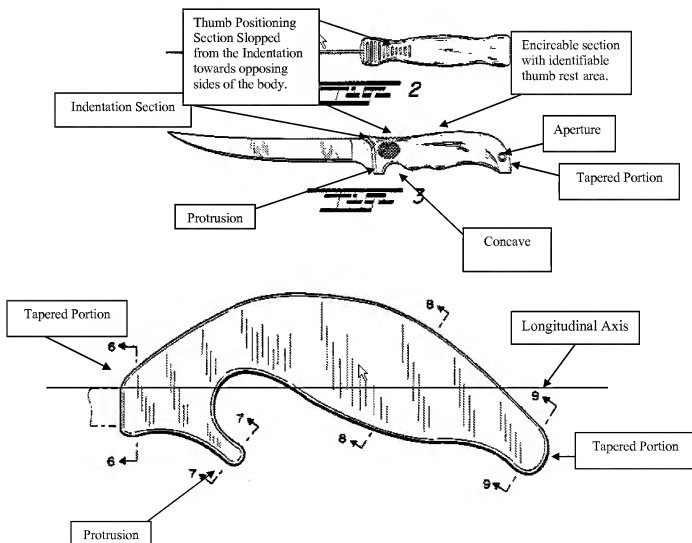 Thumb Positioning
Section Slopped
from the Indentation
towards opposing
sides of the body.
Encircable section
with identifiable
thumb rest area.
2
Indentation Section
Aperture
Tapered Portion
Protrusion
3
Concave
Tapered Portion
Longitudinal Axis
6
8
7
9
8
6
7
9
Tapered Portion
Protrusion